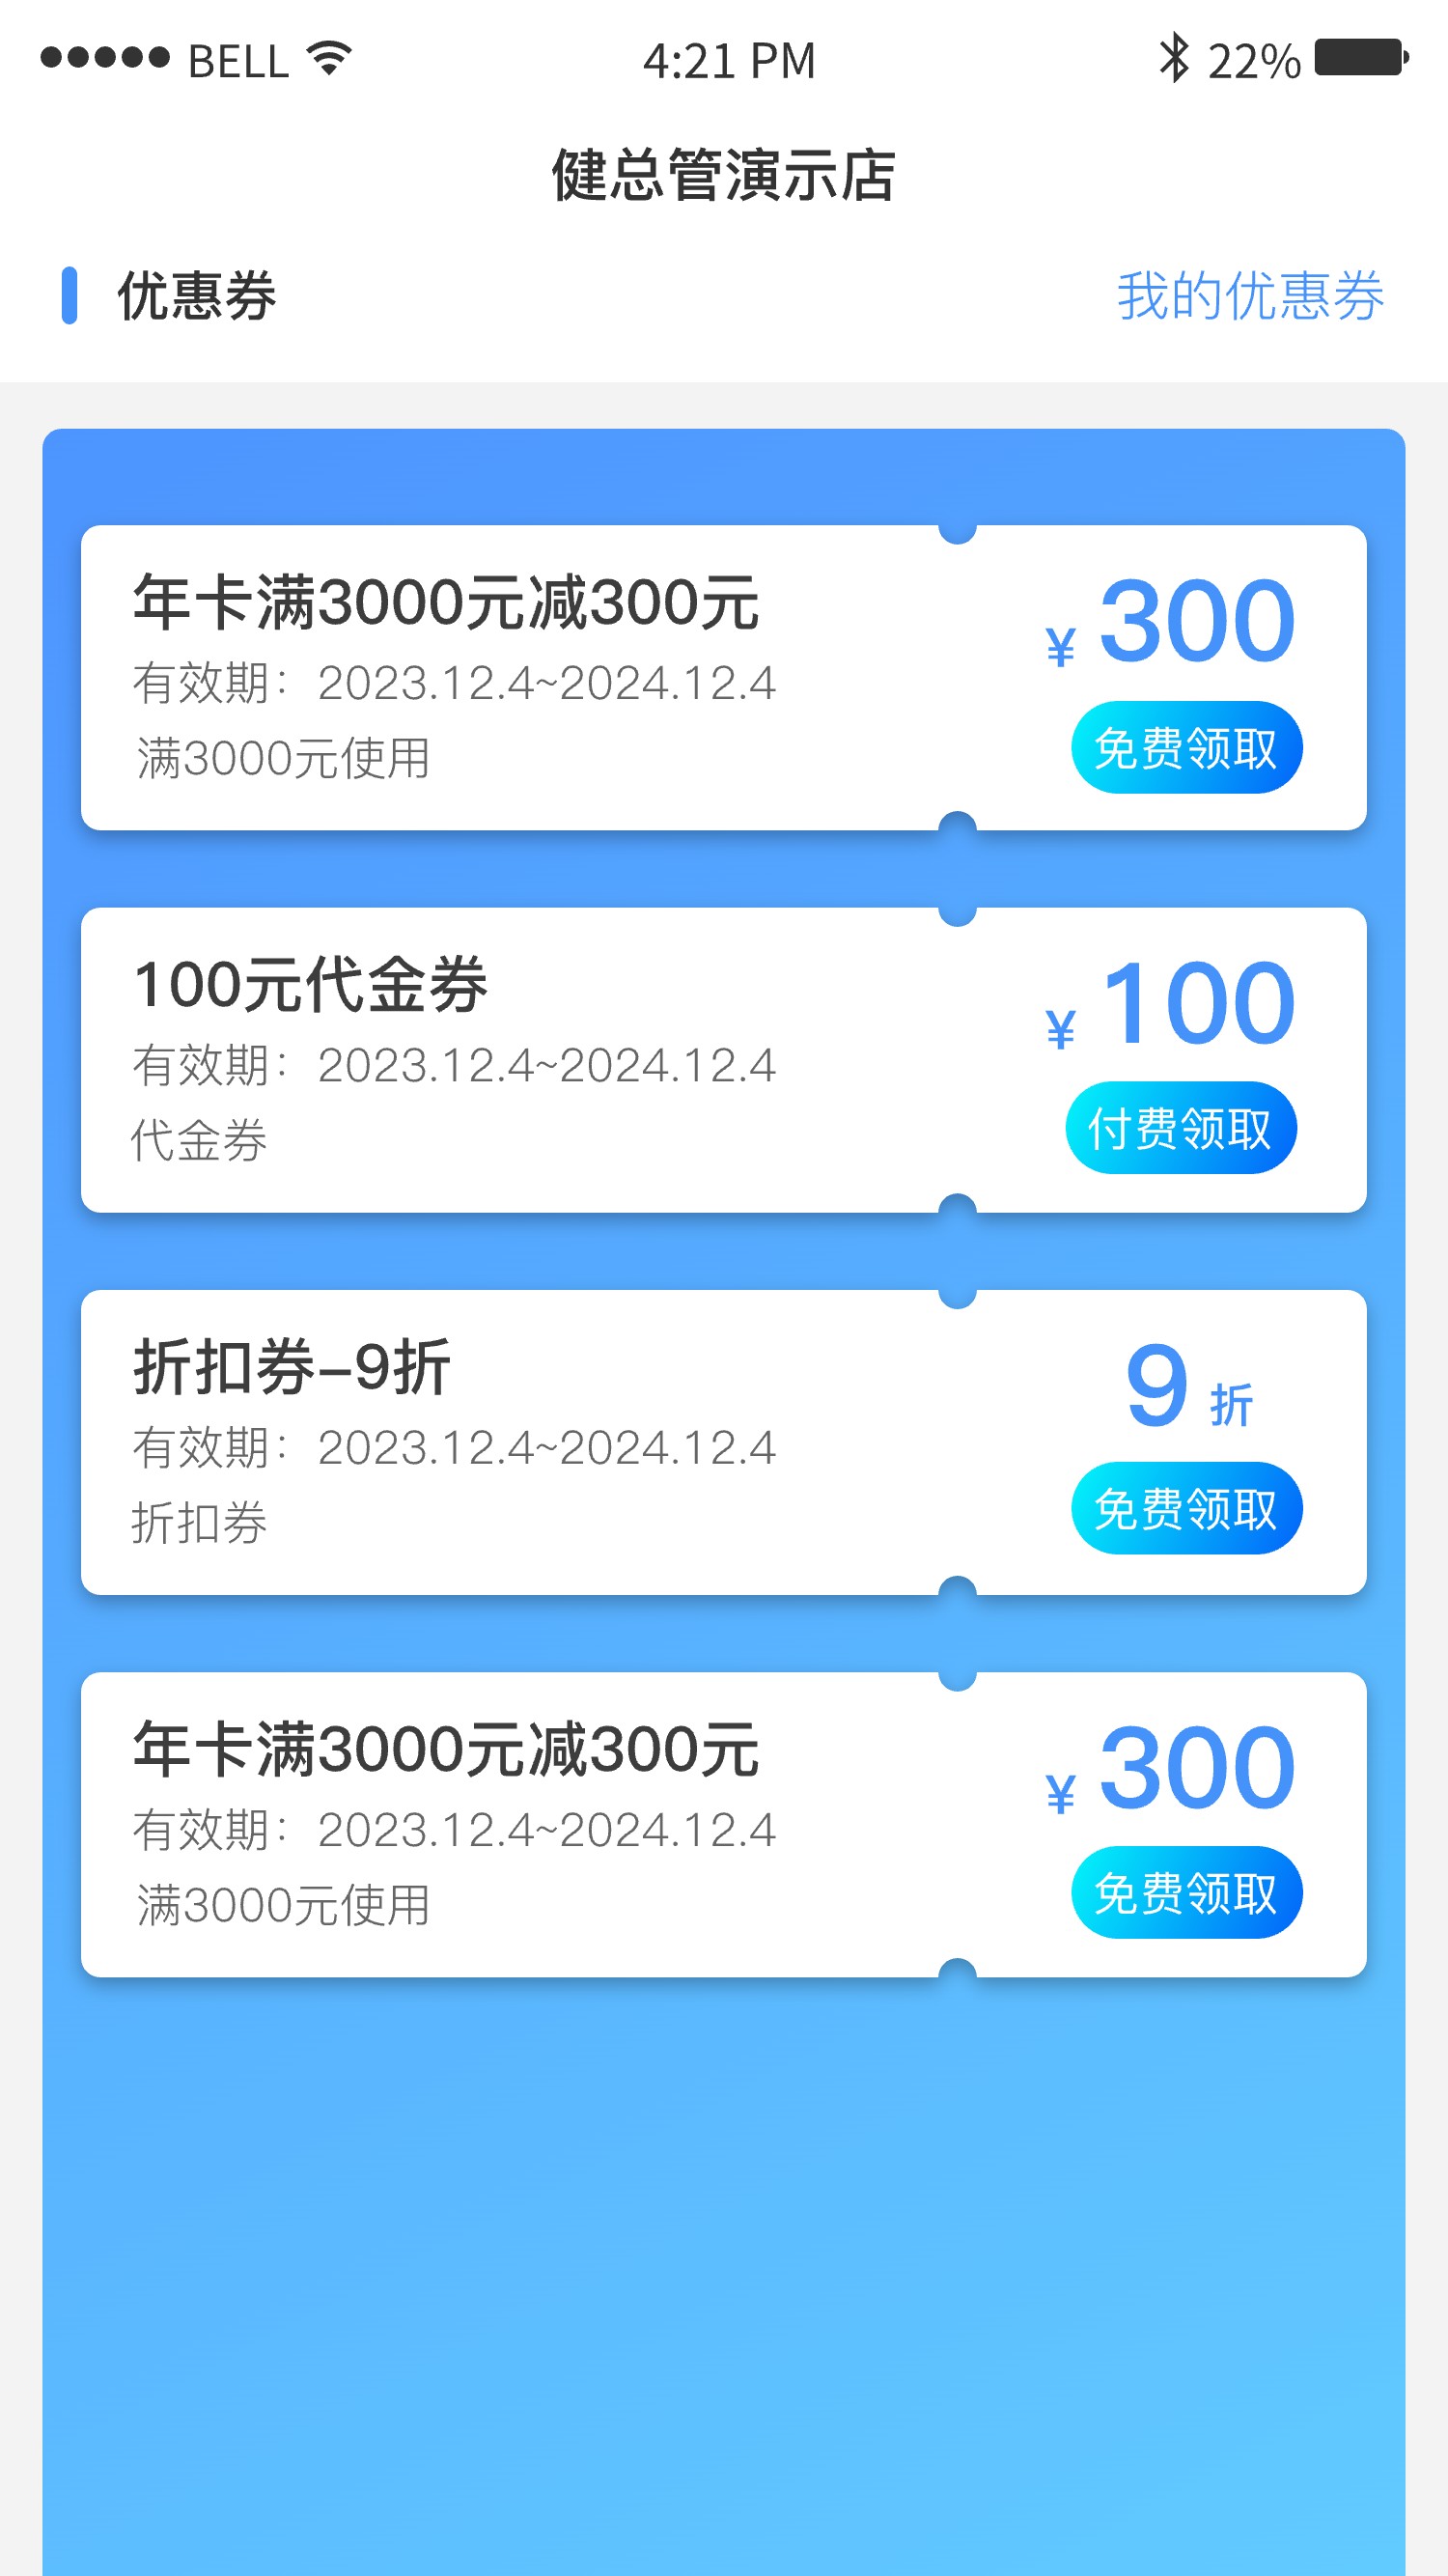 BELL 4:21 PM 22%
健总管演示店
优惠券 我的优惠券
年卡满3000元减300元
¥ 300
有效期：2023.12.4~2024.12.4
满3000元使用
免费领取
100元代金券
¥ 100
有效期：2023.12.4~2024.12.4
代金券
付费领取
折扣券–9折
9 折
有效期：2023.12.4~2024.12.4
折扣券
免费领取
年卡满3000元减300元
¥ 300
有效期：2023.12.4~2024.12.4
满3000元使用
免费领取